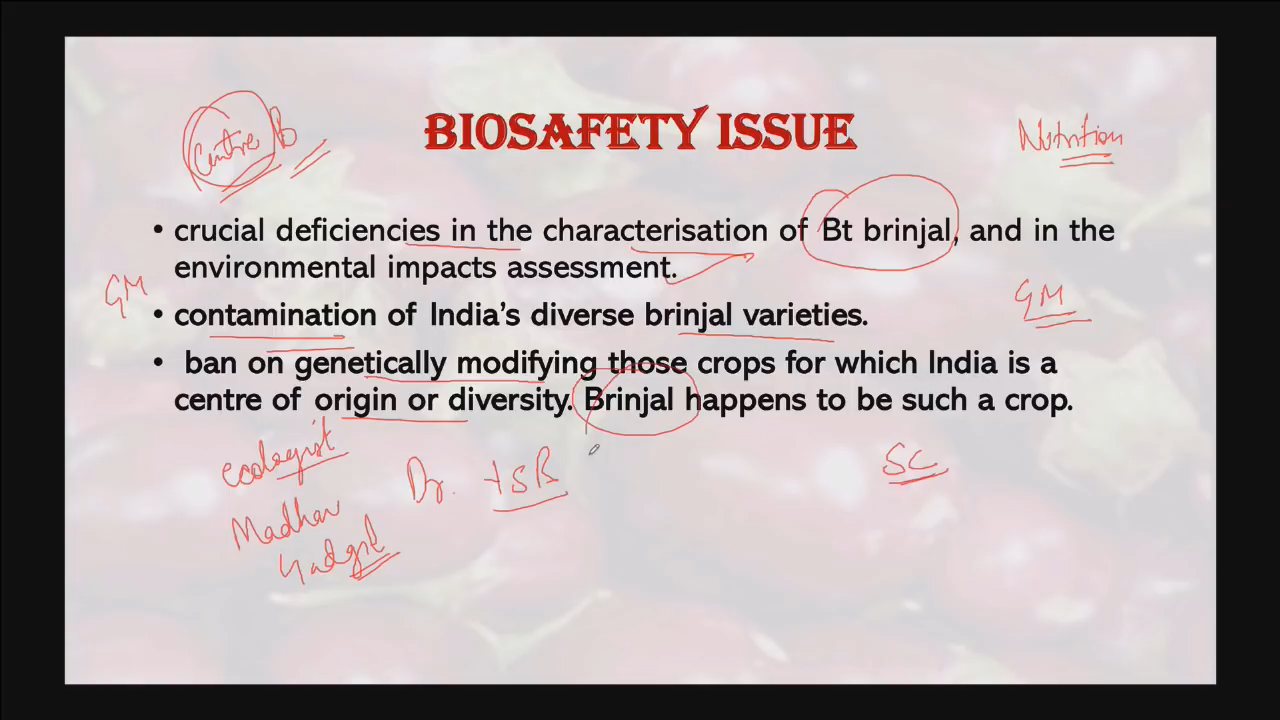 Centre B
BIOSAFETY ISSUE
Nutrition
• crucial deficiencies in the characterisation of Bt brinjal, and in the
environmental impacts assessment.
GM
GM
• contamination of India's diverse brinjal varieties.
• ban on genetically modifying those crops for which India is a
centre of origin or diversity. Brinjal happens to be such a crop.
ecologist
Dr.
SC
Madhav
Gadgil